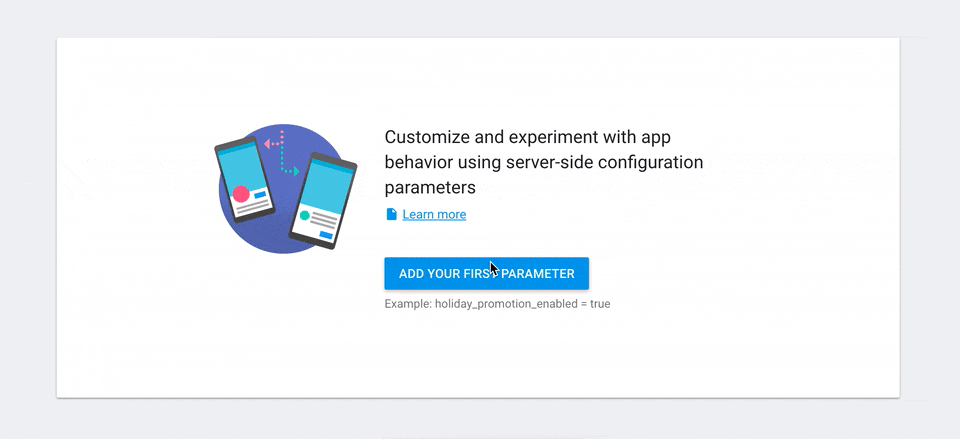 Customize and experiment with app
behavior using server-side configuration
parameters
Learn more
ADD YOUR FIRST PARAMETER
Example: holiday_promotion_enabled = true